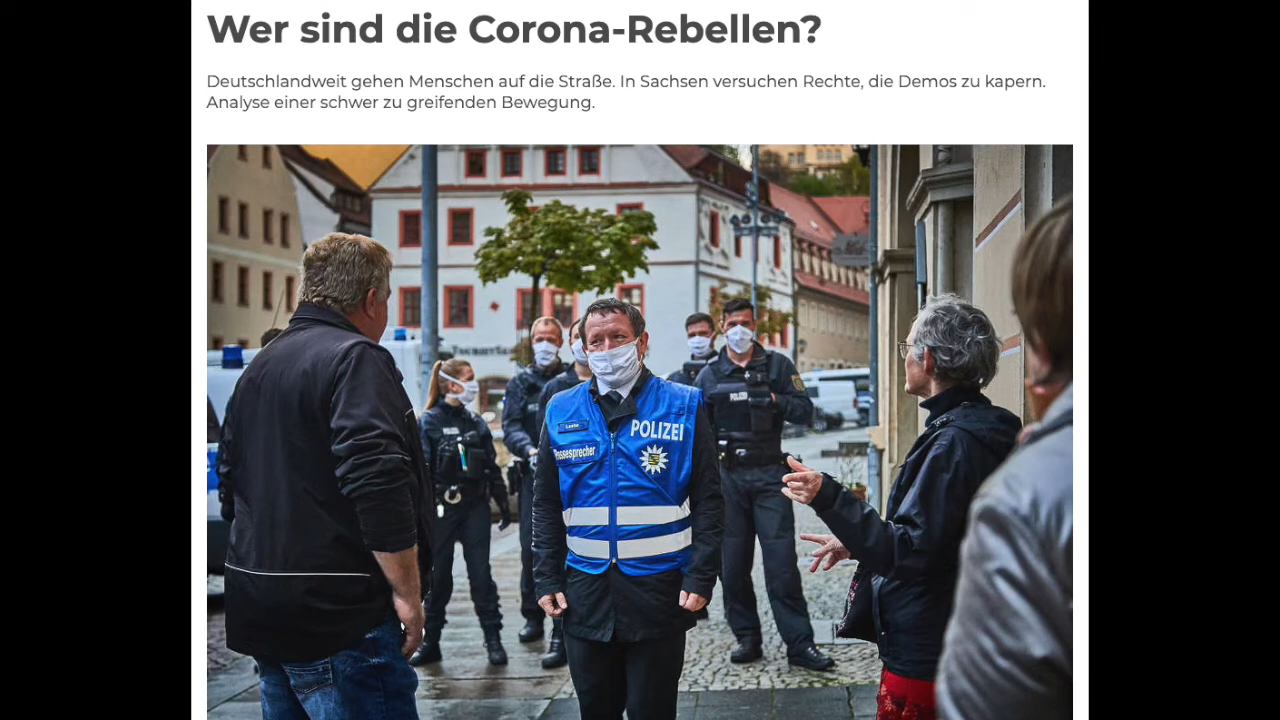 Wer sind die Corona-Rebellen?
Deutschlandweit gehen Menschen auf die Straße. In Sachsen versuchen Rechte, die Demos zu kapern.
Analyse einer schwer zu greifenden Bewegung.
POLIZEI
POLIZEI
Pressesprecher